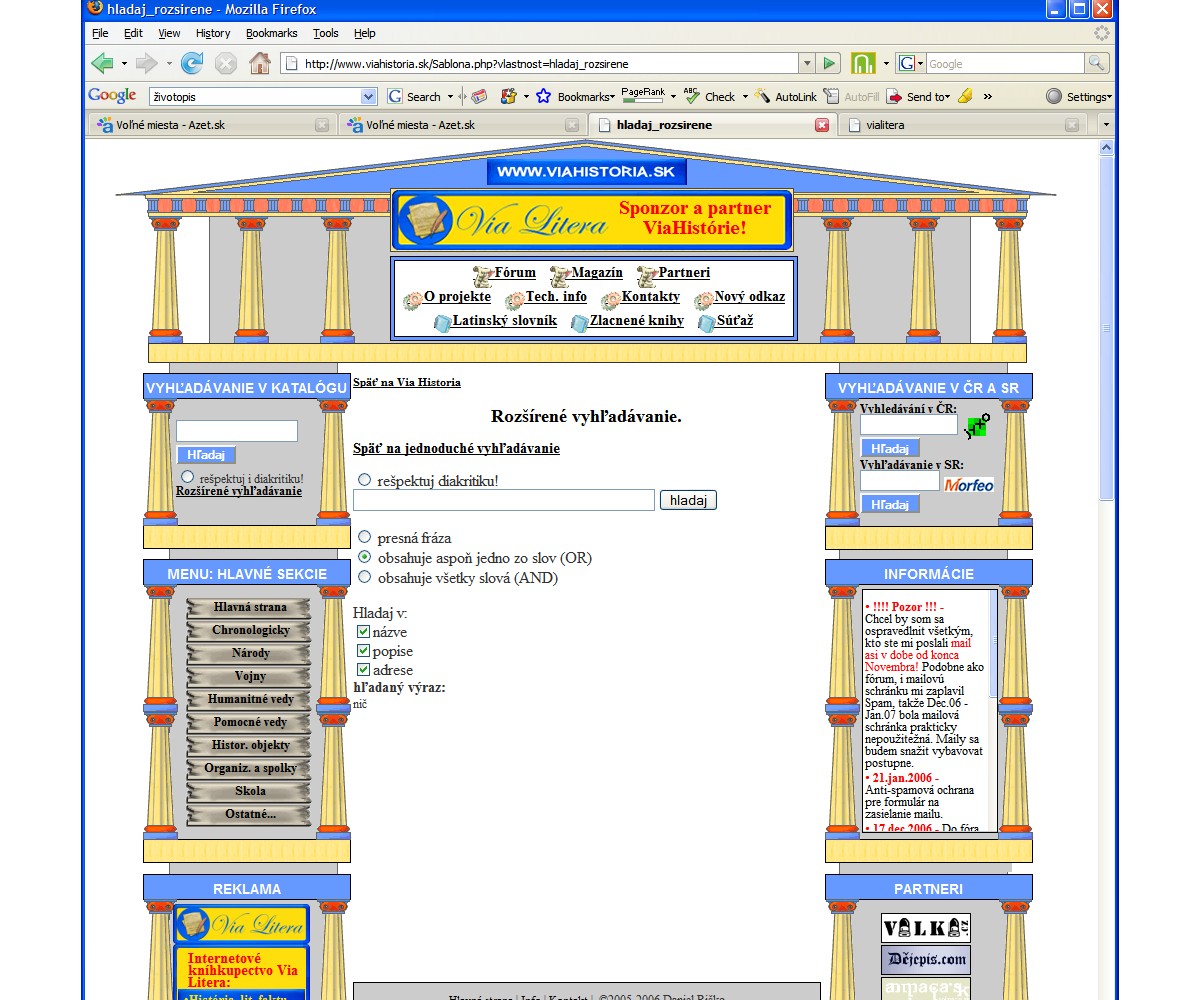 hladaj_rozsirene - Mozilla Firefox
File Edit View History Bookmarks Tools Help
http://www.viahistoria.sk/Sablona.php?vlastnost=hladaj_rozsirene
G Google
Google životopis G Search Bookmarks PageRank ABC Check AutoLink AutoFill Send to » Settings
Voľné miesta - Azet.sk Voľné miesta - Azet.sk hladaj_rozsirene vialitera
WWW.VIAHISTORIA.SK
Via Litera
Sponzor a partner
ViaHistórie!
Fórum Magazín Partneri
O projekte Tech. info Kontakty Nový odkaz
Latinský slovník Zlacnené knihy Súťaž
VYHĽADÁVANIE V KATALÓGU
Hľadaj
rešpektuj i diakritiku!
Rozšírené vyhľadávanie
MENU: HLAVNÉ SEKCIE
Hlavná strana
Chronologicky
Národy
Vojny
Humanitné vedy
Pomocné vedy
Histor. objekty
Organiz. a spolky
Skola
Ostatné...
REKLAMA
Via Litera
Internetové
kníhkupectvo Via
Litera:
•História, lit. faktu
Späť na Via Historia
Rozšírené vyhľadávanie.
Späť na jednoduché vyhľadávanie
rešpektuj diakritiku!
hladaj
presná fráza
obsahuje aspoň jedno zo slov (OR)
obsahuje všetky slová (AND)
Hladaj v:
názve
popise
adrese
hľadaný výraz:
nič
Hlavná strana | Info | Kontakt | ©2005-2006 Daniel Riško
VYHĽADÁVANIE V ČR A SR
Vyhledávání v ČR:
Hľadaj
Vyhľadávanie v SR:
Morfeo
Hľadaj
INFORMÁCIE
• !!!! Pozor !!! -
Chcel by som sa
ospravedlnit všetkým,
kto ste mi poslali mail
asi v dobe od konca
Novembra! Podobne ako
fórum, i mailovú
schránku mi zaplavil
Spam, takže Dec.06 -
Jan.07 bola mailová
schránka prakticky
nepoužitežná. Maily sa
budem snažit vybavovat
postupne.
• 21.jan.2006 -
Anti-spamová ochrana
pre formulár na
zasielanie mailu.
• 17.dec.2006 - Do fóra
PARTNERI
VALKA.cz
Dějepis.com